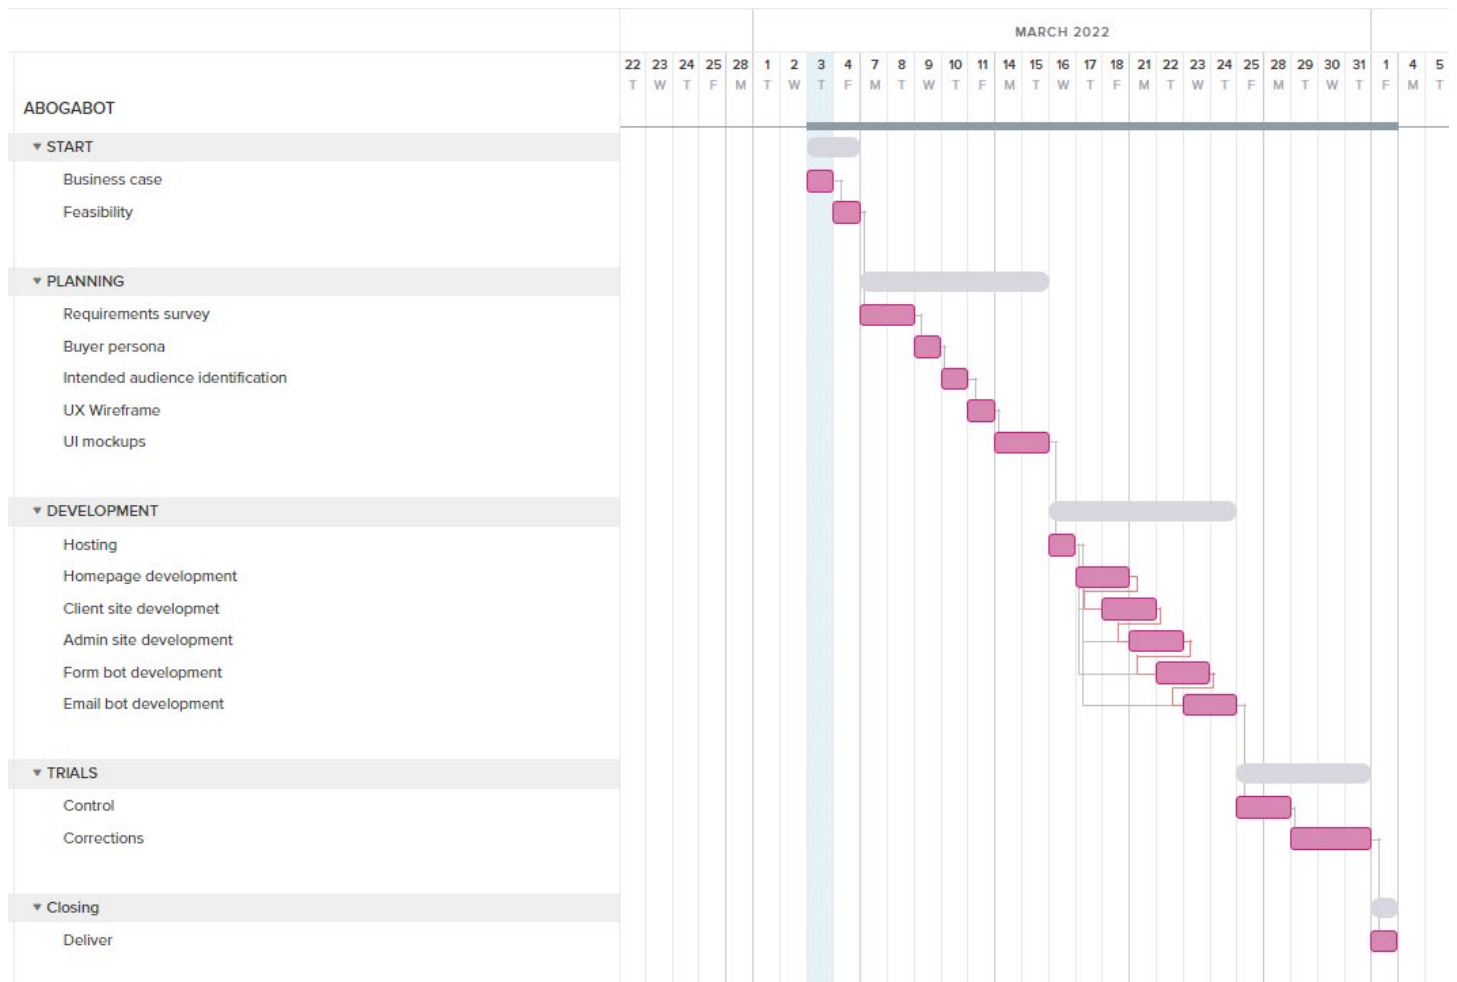 MARCH 2022
22 23 24 25 28 1 2 3 4 7 8 9 10 11 14 15 16 17 18 21 22 23 24 25 28 29 30 31 1 4 5
T W T F M T W T F M T W T F M T W T F M T W T F M T W T F M T
ABOGABOT
START
Business case
Feasibility
PLANNING
Requirements survey
Buyer persona
Intended audience identification
UX Wireframe
UI mockups
DEVELOPMENT
Hosting
Homepage development
Client site developmet
Admin site development
Form bot development
Email bot development
TRIALS
Control
Corrections
Closing
Deliver